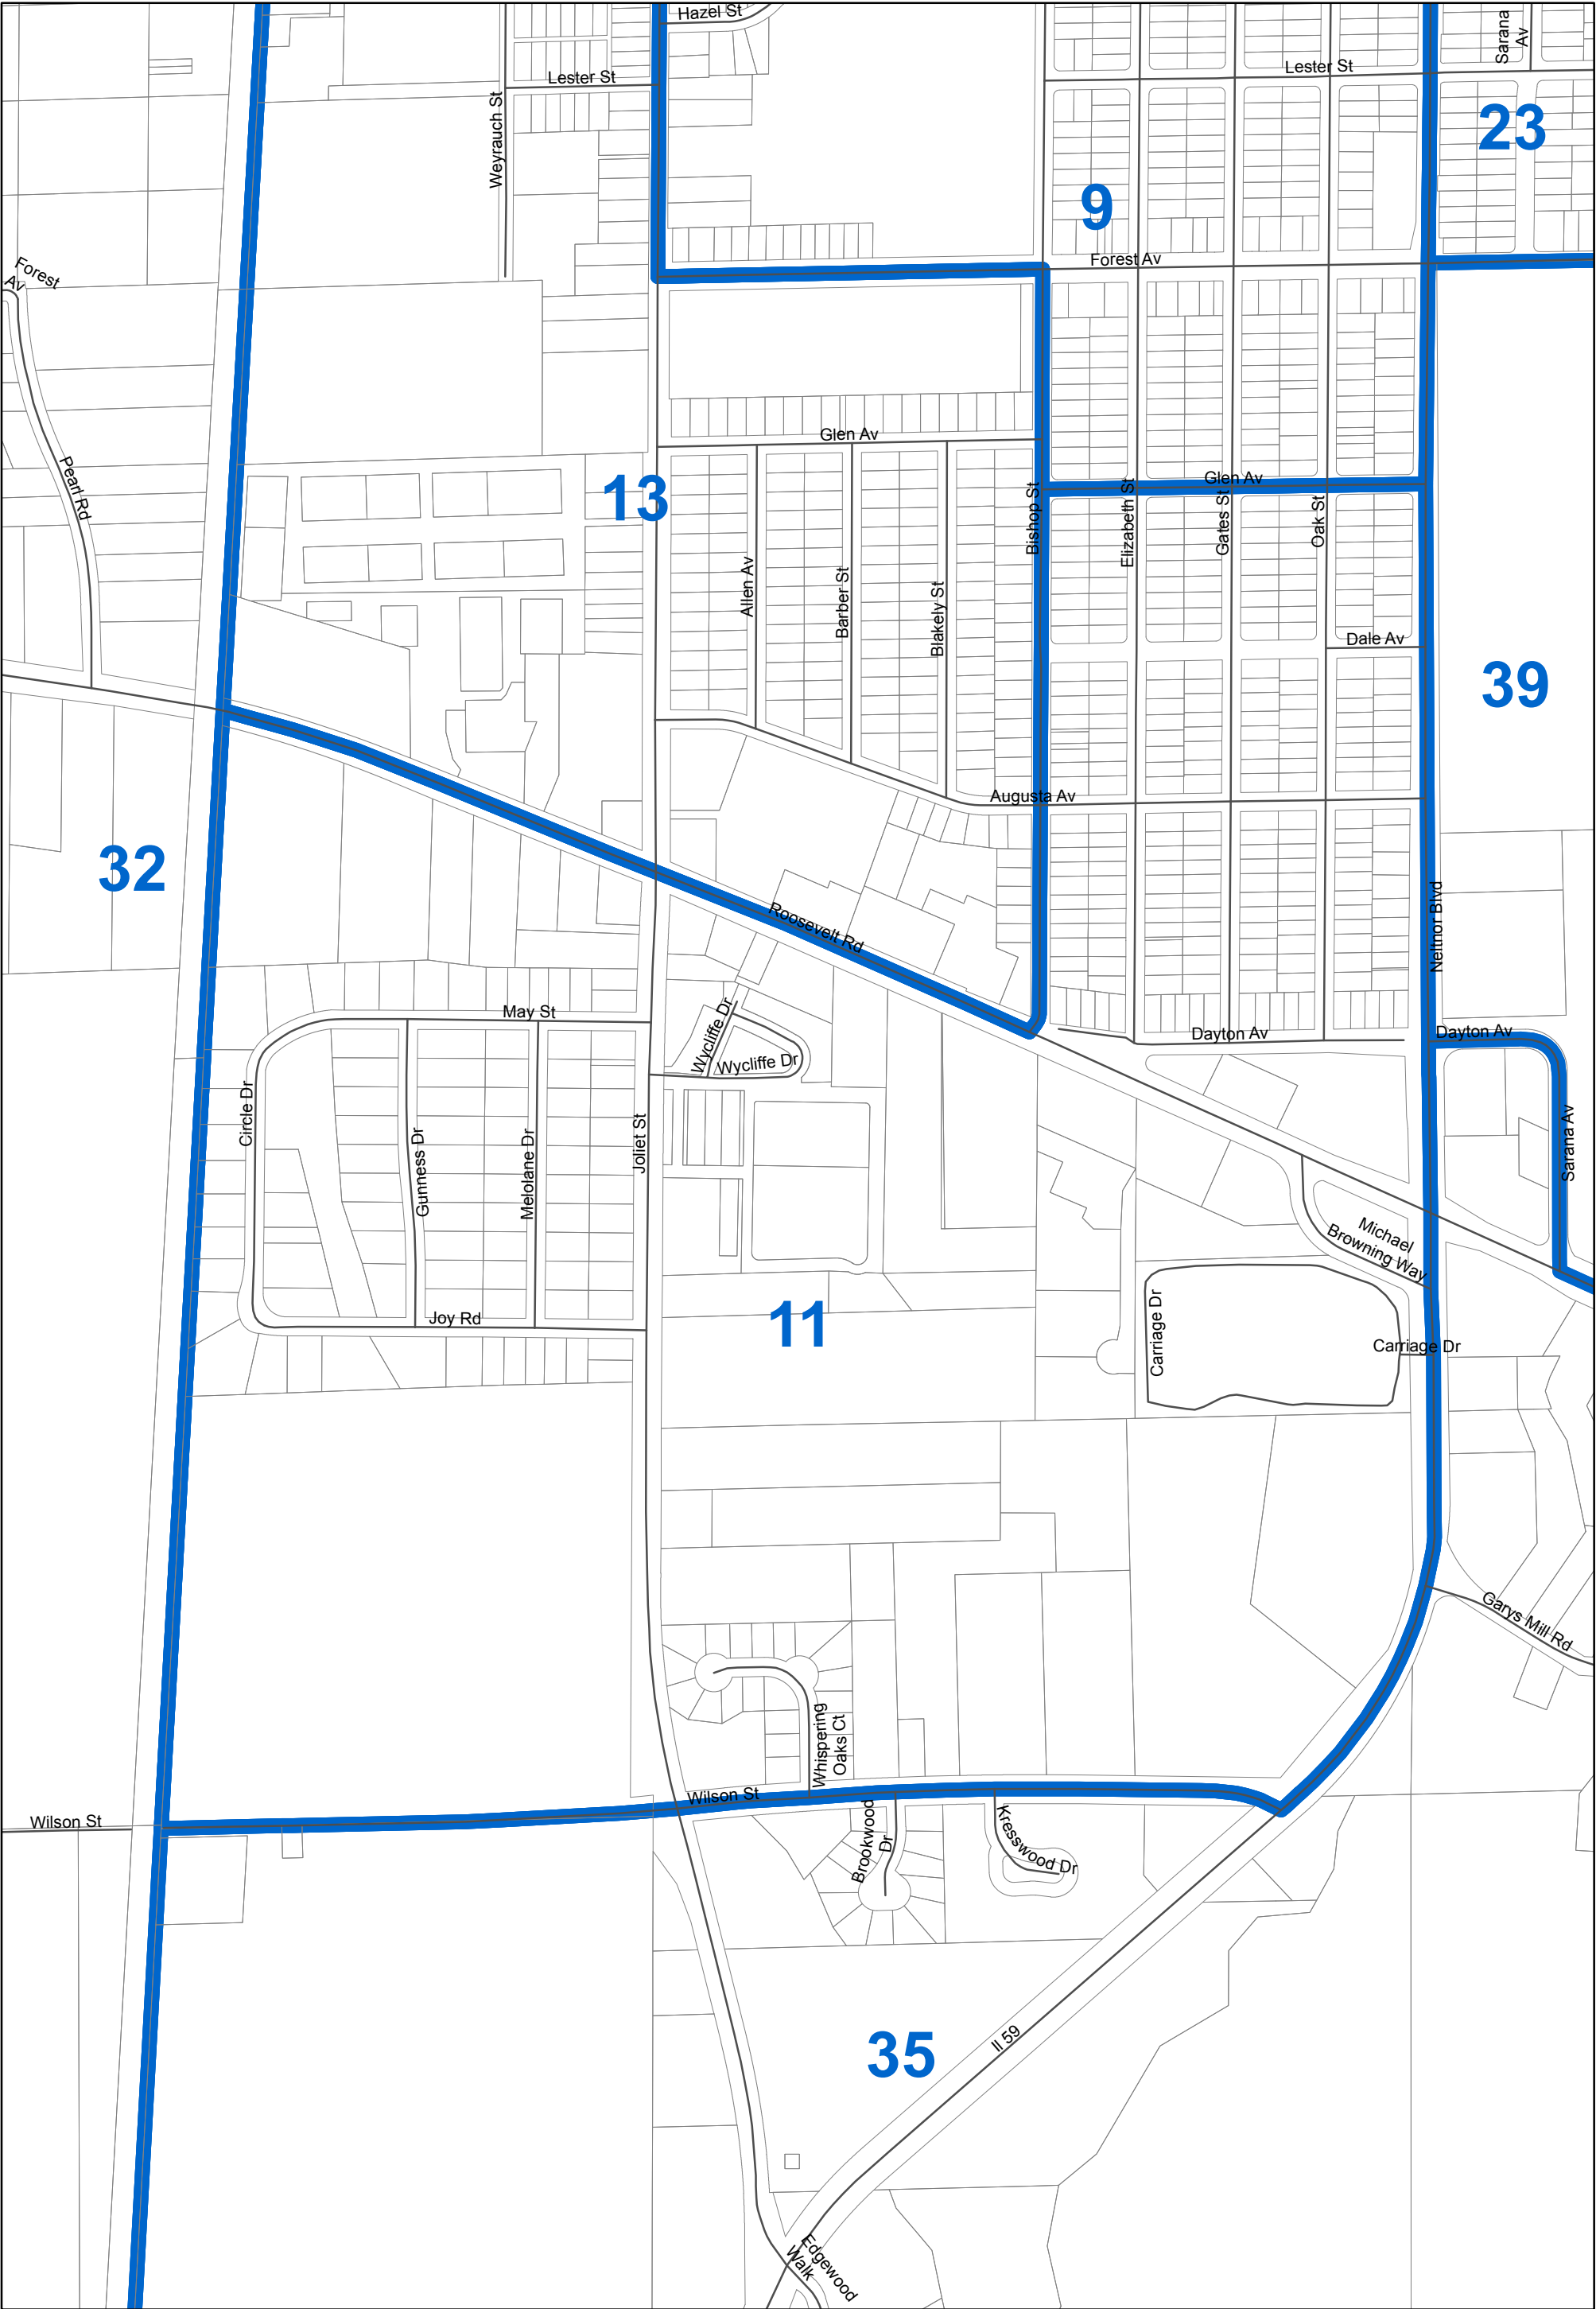 Hazel St
Sarana
Av
Lester St
Lester St
Weyrauch St
23
9
Forest Av
Forest
Av
Glen Av
Pearl Rd
13
Glen Av
Bishop St
Elizabeth St
Gates St
Oak St
Allen Av
Barber St
Blakely St
Dale Av
39
Augusta Av
32
Roosevelt Rd
Neltnor Blvd
May St
Wycliffe Dr
Wycliffe Dr
Dayton Av
Dayton Av
Circle Dr
Gunness Dr
Melolane Dr
Joliet St
Sarana Av
Michael
Browning Way
Joy Rd
11
Carriage Dr
Carriage Dr
Garys Mill Rd
Whispering
Oaks Ct
Wilson St
Wilson St
Brookwood
Dr
Kresswood Dr
35
Il 59
Edgewood
Walk